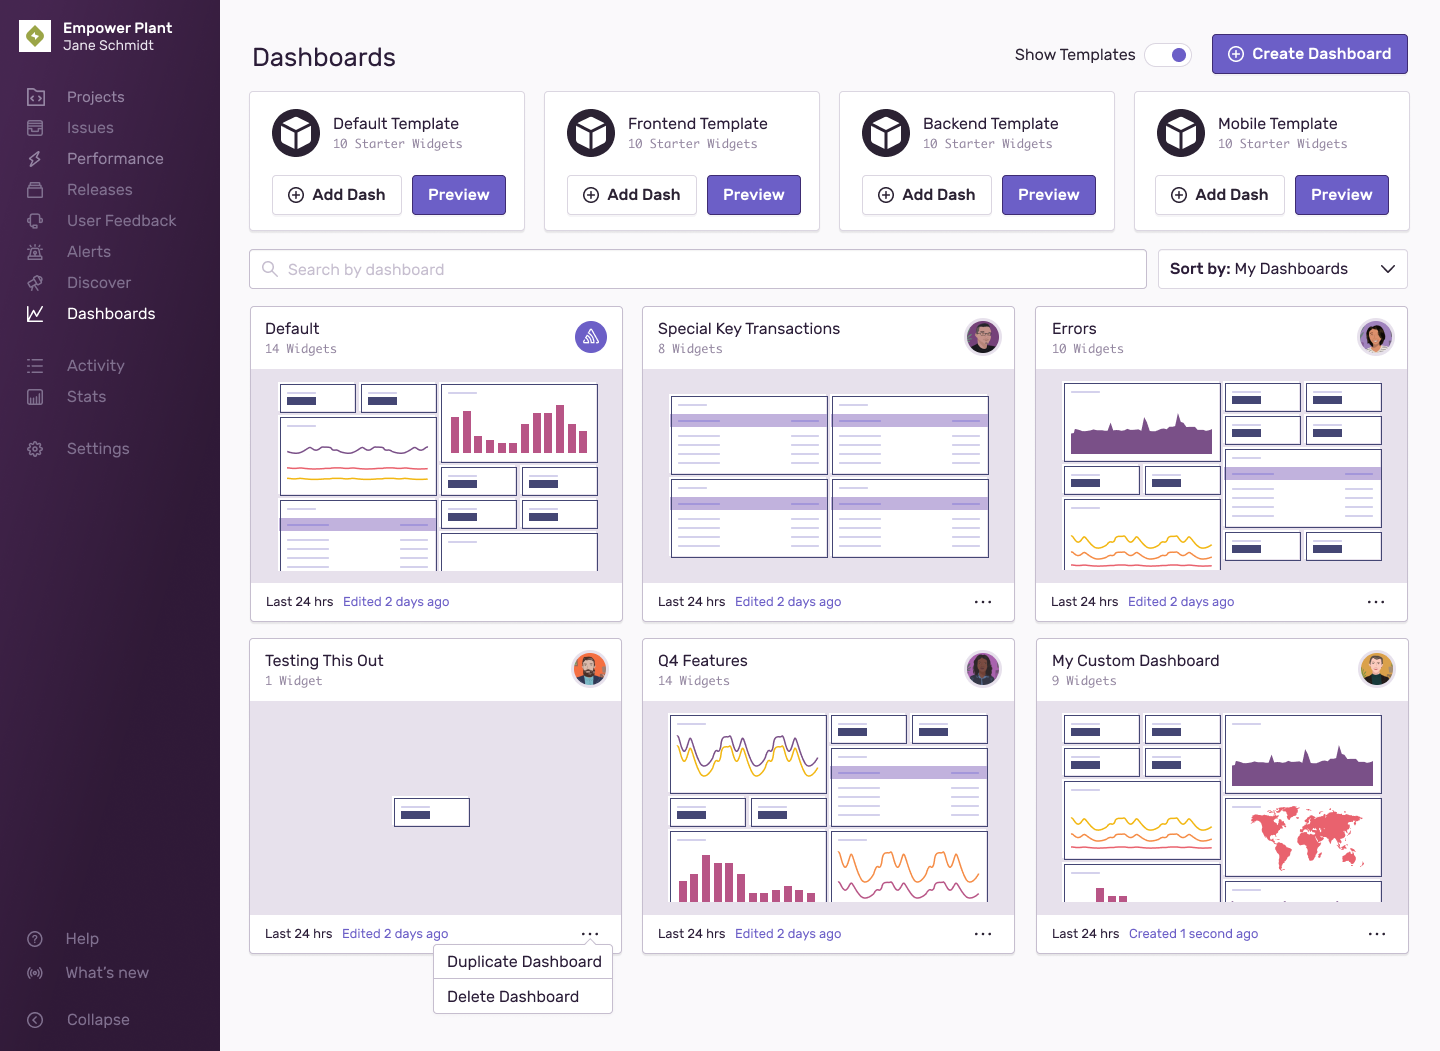 Empower Plant
Jane Schmidt
Projects
Issues
Performance
Releases
User Feedback
Alerts
Discover
Dashboards
Activity
Stats
Settings
Help
What's new
Collapse
Dashboards
Show Templates
Create Dashboard
Default Template
10 Starter Widgets
Add Dash
Preview
Frontend Template
10 Starter Widgets
Add Dash
Preview
Backend Template
10 Starter Widgets
Add Dash
Preview
Mobile Template
10 Starter Widgets
Add Dash
Preview
Search by dashboard
Sort by: My Dashboards
Default
14 Widgets
Last 24 hrs Edited 2 days ago
Special Key Transactions
8 Widgets
Last 24 hrs Edited 2 days ago
Errors
10 Widgets
Last 24 hrs Edited 2 days ago
Testing This Out
1 Widget
Last 24 hrs Edited 2 days ago
Duplicate Dashboard
Delete Dashboard
Q4 Features
14 Widgets
Last 24 hrs Edited 2 days ago
My Custom Dashboard
9 Widgets
Last 24 hrs Created 1 second ago